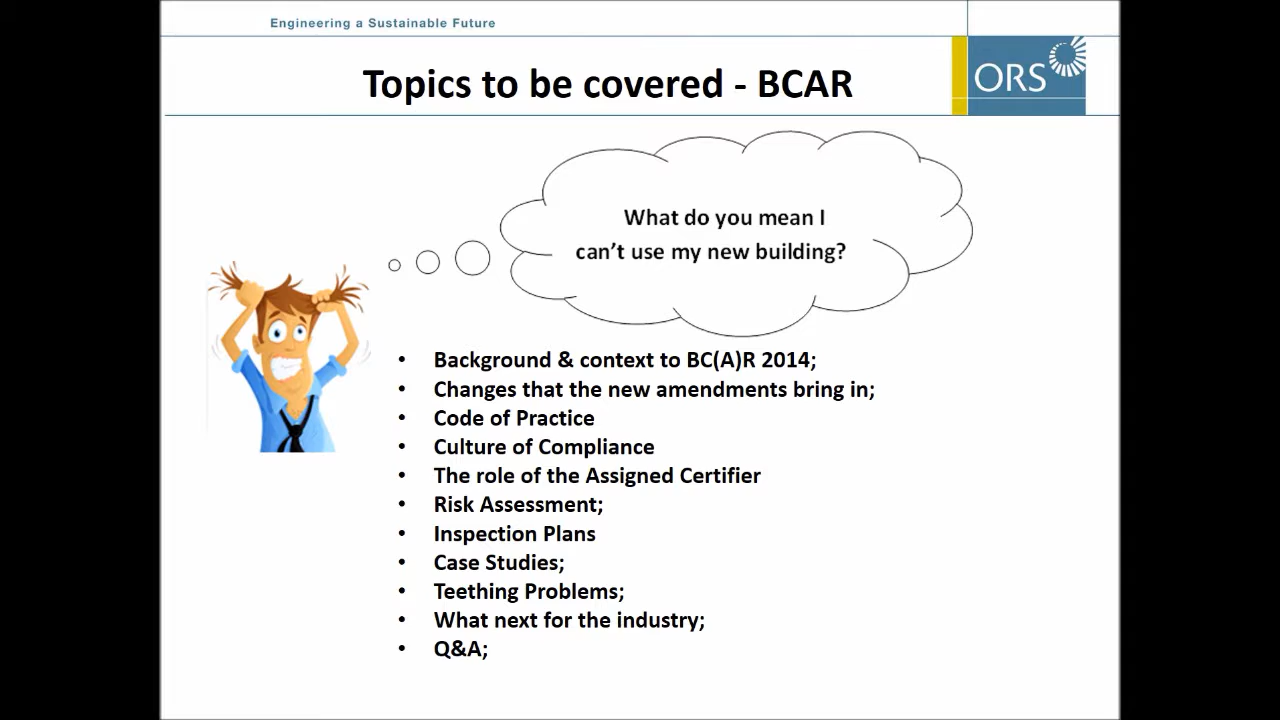 Engineering a Sustainable Future
Topics to be covered - BCAR
ORS
What do you mean I
can't use my new building?
• Background & context to BC(A)R 2014;
• Changes that the new amendments bring in;
• Code of Practice
• Culture of Compliance
• The role of the Assigned Certifier
• Risk Assessment;
• Inspection Plans
• Case Studies;
• Teething Problems;
• What next for the industry;
• Q&A;